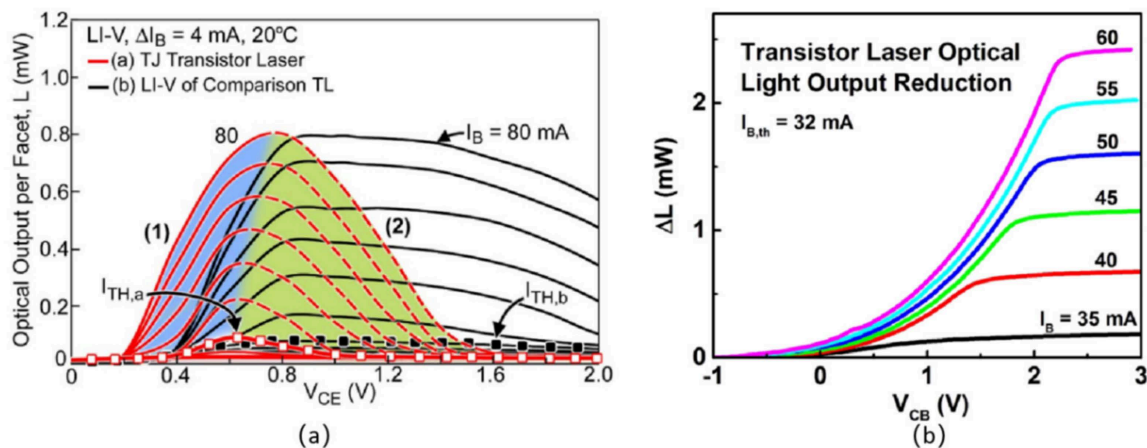 LI-V, ΔI_B = 4 mA, 20°C
(a) TJ Transistor Laser
(b) LI-V of Comparison TL
80
I_B = 80 mA
(1)
(2)
I_TH,a
I_TH,b
Optical Output per Facet, L (mW)
1.2
1.0
0.8
0.6
0.4
0.2
0
0 0.4 0.8 1.2 1.6 2.0
V_CE (V)
(a)
Transistor Laser Optical
Light Output Reduction
I_B,th = 32 mA
60
55
50
45
40
I_B = 35 mA
ΔL (mW)
2
1
0
-1 0 1 2 3
V_CB (V)
(b)